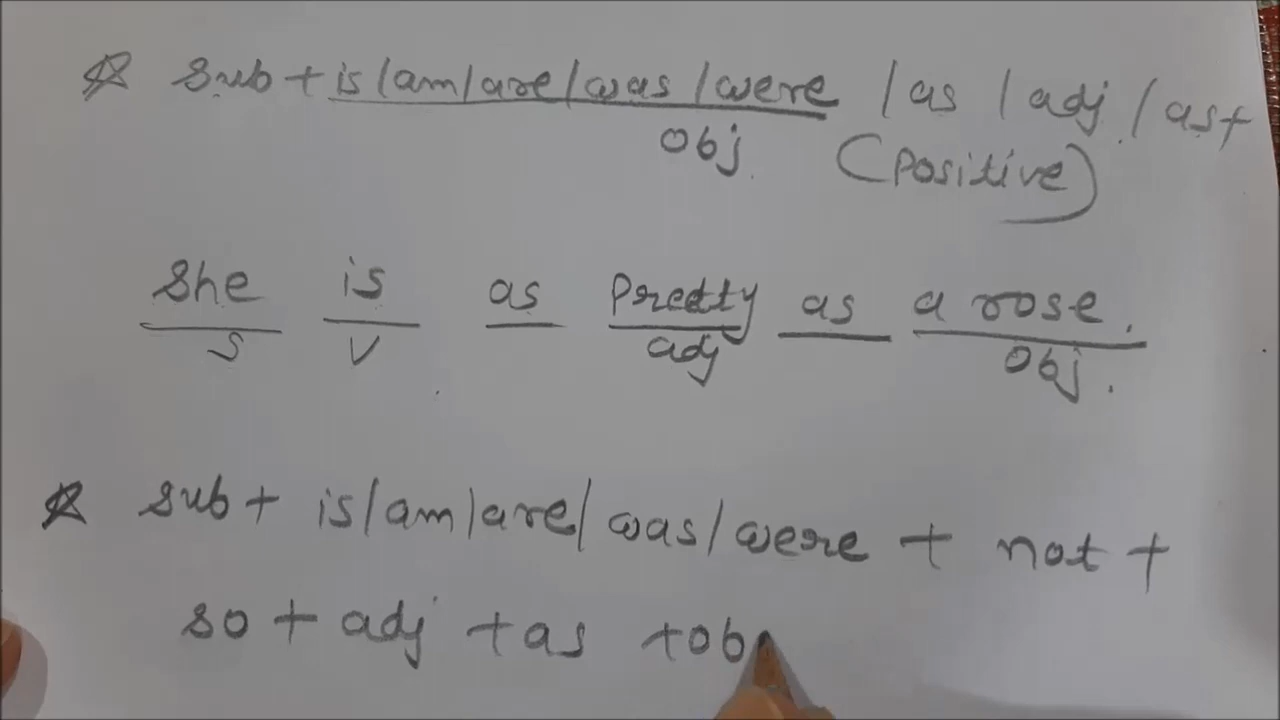 ☆ sub + is/am/are/was/were / as / adj / as +
obj. (Positive)
She is as Pretty as a rose.
S V adj obj.
☆ sub + is/am/are/was/were + not +
so + adj + as + ob